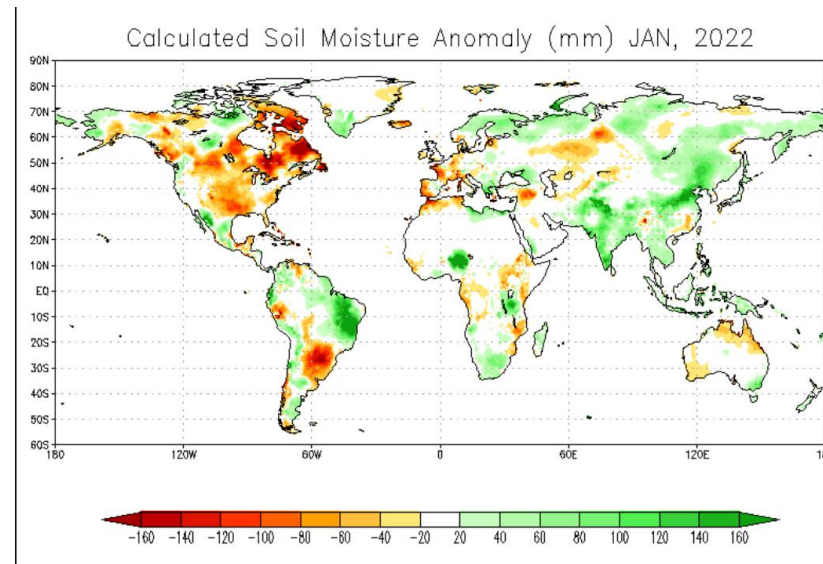 Calculated Soil Moisture Anomaly (mm) JAN, 2022
90N
80N
70N
60N
50N
40N
30N
20N
10N
EQ
10S
20S
30S
40S
50S
60S
180 120W 60W 0 60E 120E
-160 -140 -120 -100 -80 -60 -40 -20 20 40 60 80 100 120 140 160